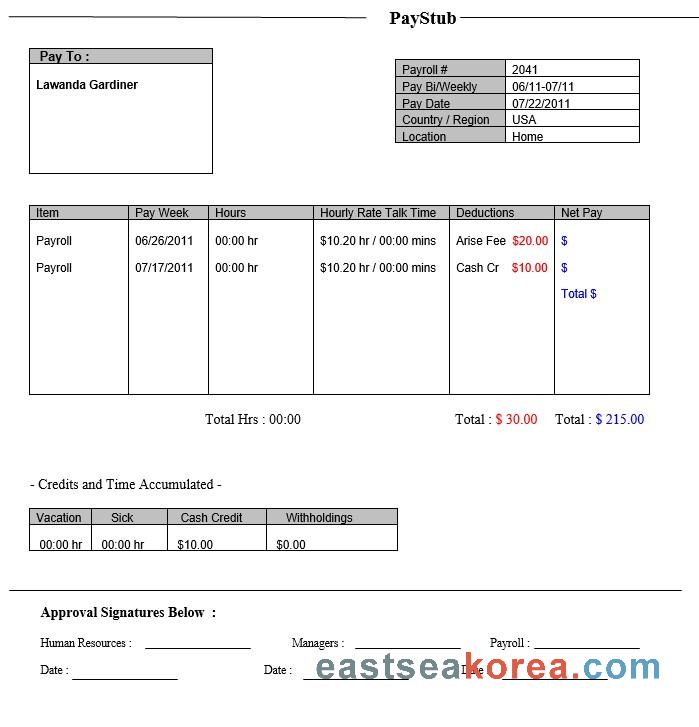 PayStub
Pay To :
Lawanda Gardiner
Payroll # 2041
Pay Bi/Weekly 06/11-07/11
Pay Date 07/22/2011
Country / Region USA
Location Home
Item Pay Week Hours Hourly Rate Talk Time Deductions Net Pay
Payroll 06/26/2011 00:00 hr $10.20 hr / 00:00 mins Arise Fee $20.00 $
Payroll 07/17/2011 00:00 hr $10.20 hr / 00:00 mins Cash Cr $10.00 $
Total $
Total Hrs : 00:00 Total : $ 30.00 Total : $ 215.00
- Credits and Time Accumulated -
Vacation Sick Cash Credit Withholdings
00:00 hr 00:00 hr $10.00 $0.00
Approval Signatures Below :
Human Resources : Managers : Payroll :
Date : Date : Date :
eastseakorea.com